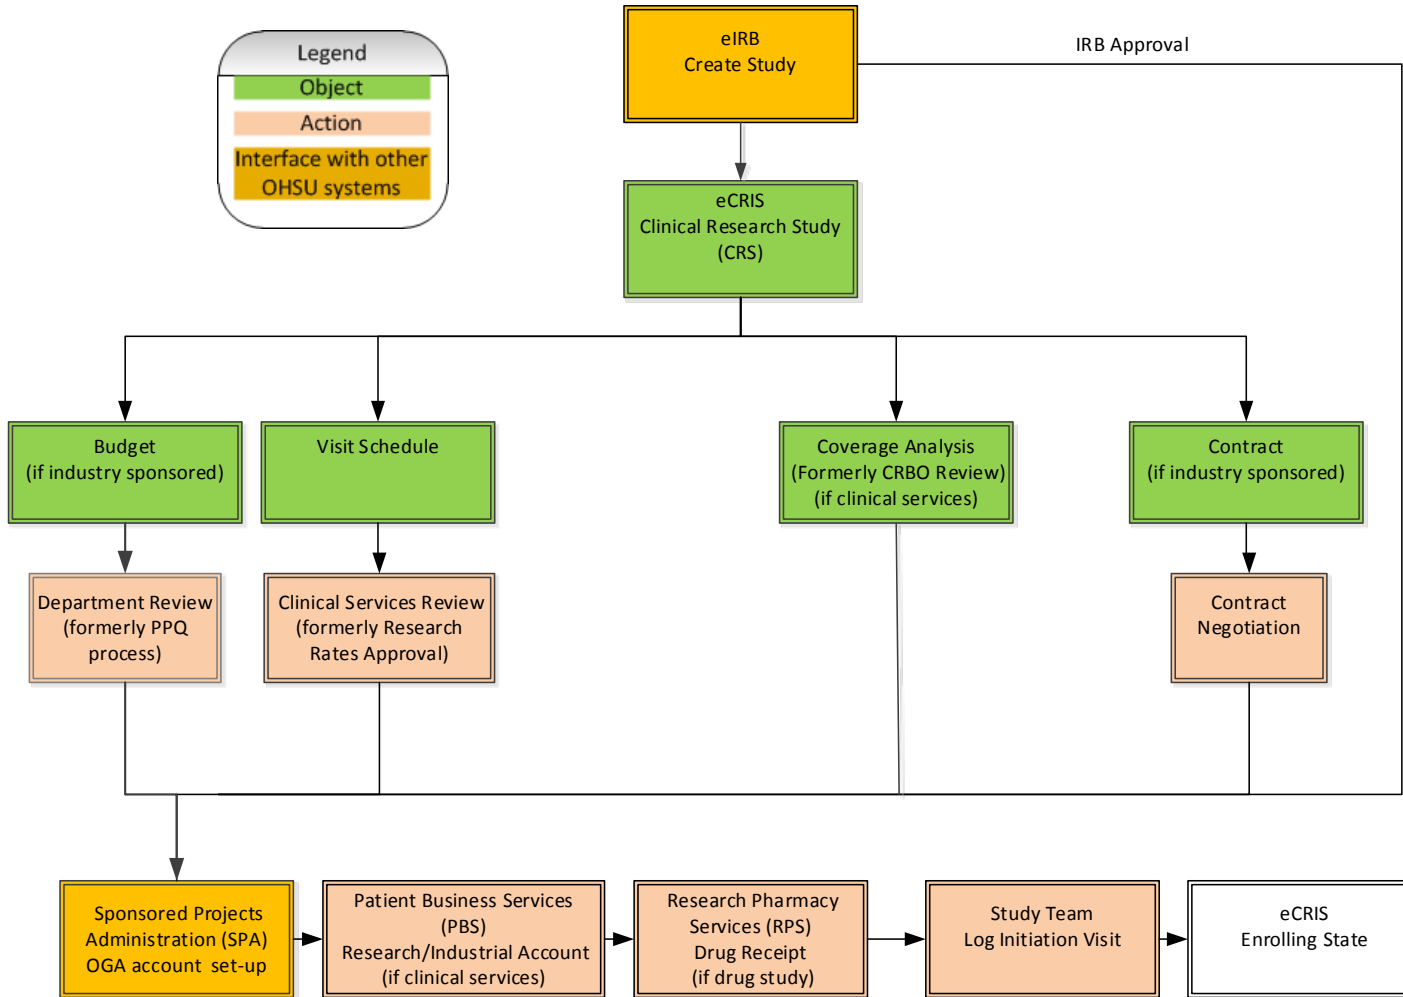 Legend
Object
Action
Interface with other
OHSU systems
eIRB
Create Study
IRB Approval
eCRIS
Clinical Research Study
(CRS)
Budget
(if industry sponsored)
Visit Schedule
Coverage Analysis
(Formerly CRBO Review)
(if clinical services)
Contract
(if industry sponsored)
Department Review
(formerly PPQ
process)
Clinical Services Review
(formerly Research
Rates Approval)
Contract
Negotiation
Sponsored Projects
Administration (SPA)
OGA account set-up
Patient Business Services
(PBS)
Research/Industrial Account
(if clinical services)
Research Pharmacy
Services (RPS)
Drug Receipt
(if drug study)
Study Team
Log Initiation Visit
eCRIS
Enrolling State